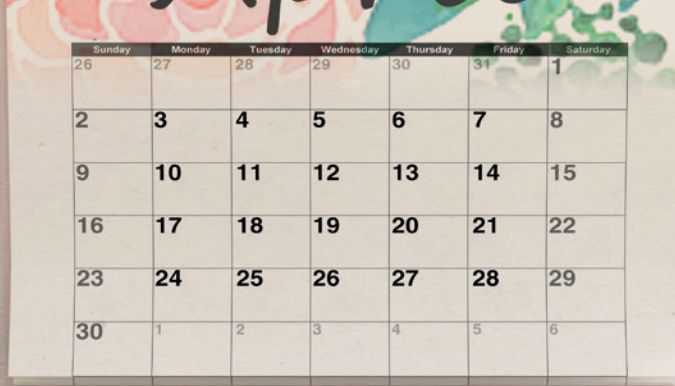 Sunday Monday Tuesday Wednesday Thursday Friday Saturday
26 27 28 29 30 31 1
2 3 4 5 6 7 8
9 10 11 12 13 14 15
16 17 18 19 20 21 22
23 24 25 26 27 28 29
30 1 2 3 4 5 6